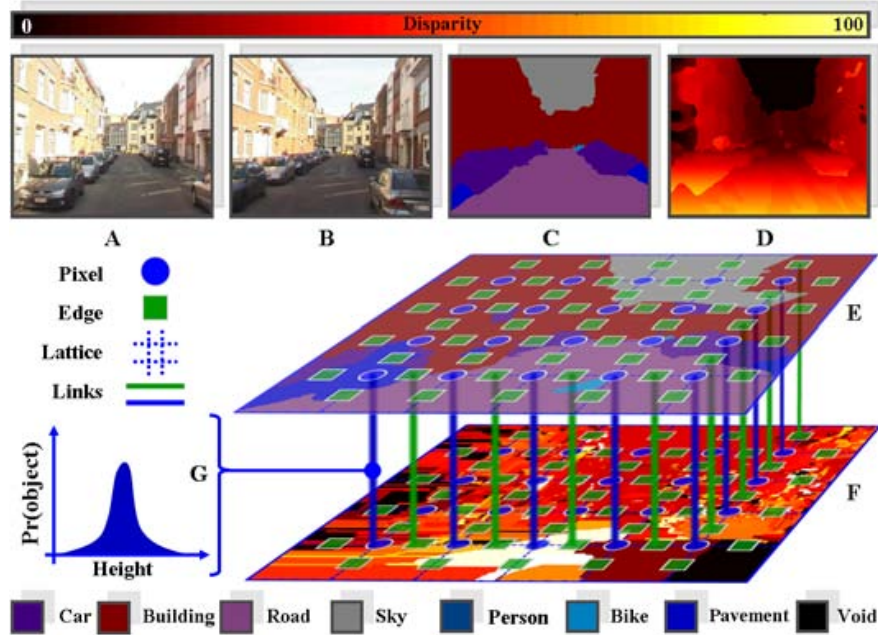 0 Disparity 100
A B C D
Pixel
Edge
Lattice
Links
E
G
F
Pr(object)
Height
Car Building Road Sky Person Bike Pavement Void